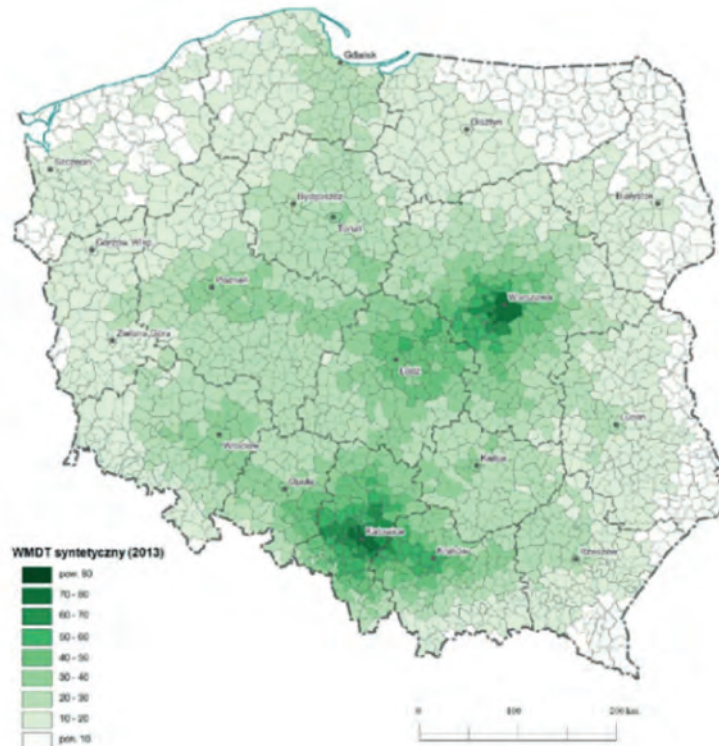 Gdańsk
Olsztyn
Szczecin
Bydgoszcz
Białystok
Toruń
Gorzów Wlkp.
Poznań
Warszawa
Zielona Góra
Łódź
Lublin
Wrocław
Kielce
Opole
Katowice
Kraków
Rzeszów
WMDT syntetyczny (2013)
pow. 80
70 - 80
60 - 70
50 - 60
40 - 50
30 - 40
20 - 30
10 - 20
pon. 10
0
100
200 km